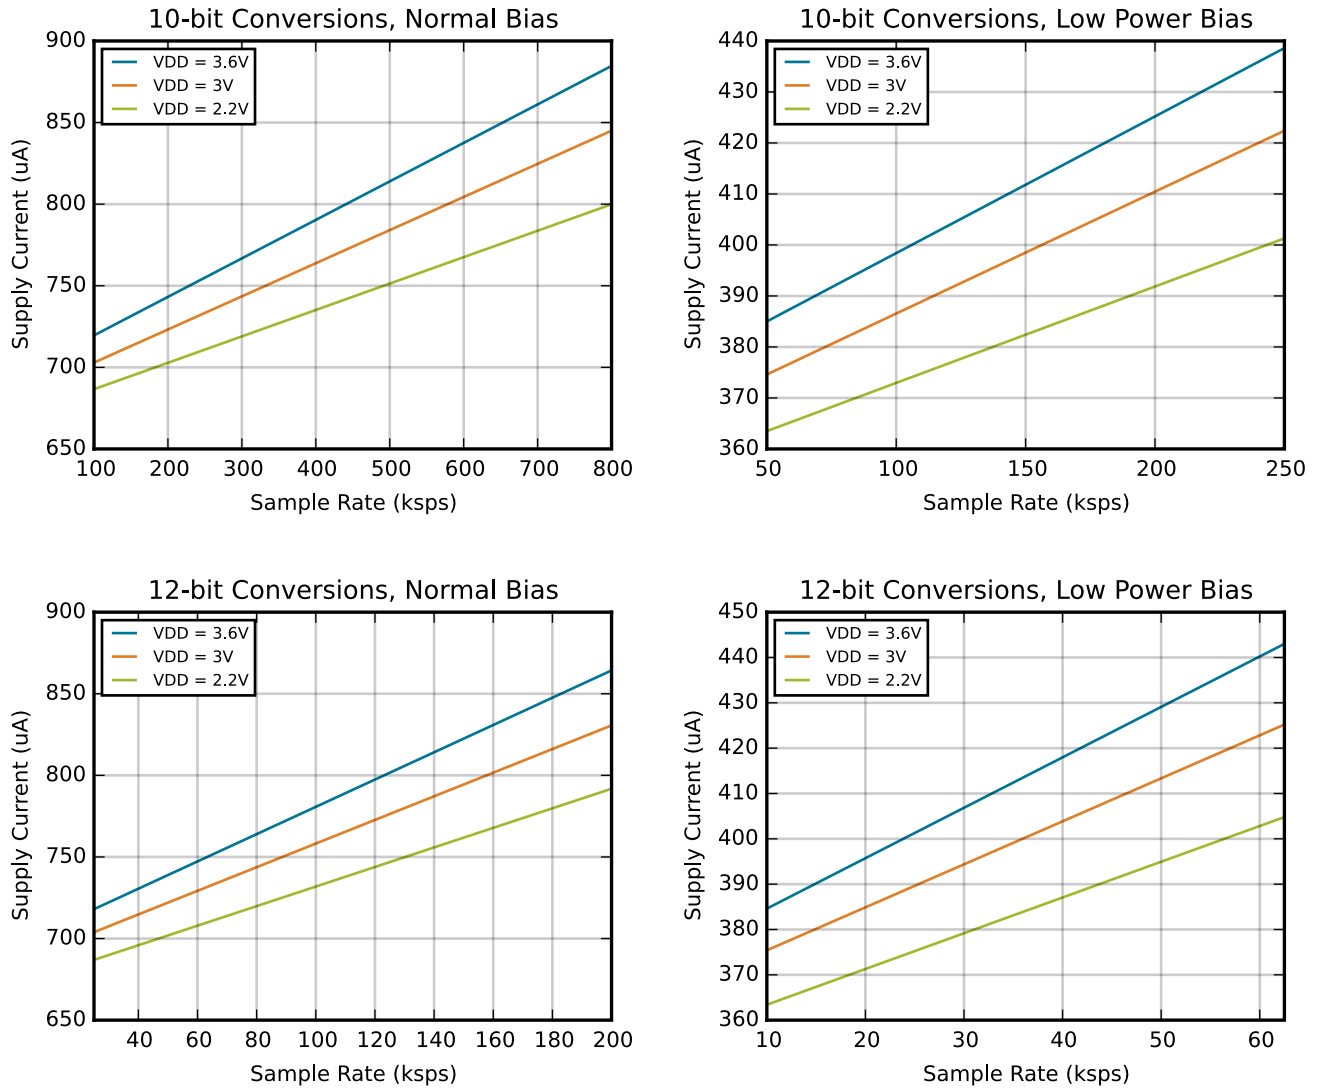 10-bit Conversions, Normal Bias
900
850
800
750
700
650
Supply Current (uA)
VDD = 3.6V
VDD = 3V
VDD = 2.2V
100 200 300 400 500 600 700 800
Sample Rate (ksps)
10-bit Conversions, Low Power Bias
440
430
420
410
400
390
380
370
360
Supply Current (uA)
VDD = 3.6V
VDD = 3V
VDD = 2.2V
50 100 150 200 250
Sample Rate (ksps)
12-bit Conversions, Normal Bias
900
850
800
750
700
650
Supply Current (uA)
VDD = 3.6V
VDD = 3V
VDD = 2.2V
40 60 80 100 120 140 160 180 200
Sample Rate (ksps)
12-bit Conversions, Low Power Bias
450
440
430
420
410
400
390
380
370
360
Supply Current (uA)
VDD = 3.6V
VDD = 3V
VDD = 2.2V
10 20 30 40 50 60
Sample Rate (ksps)